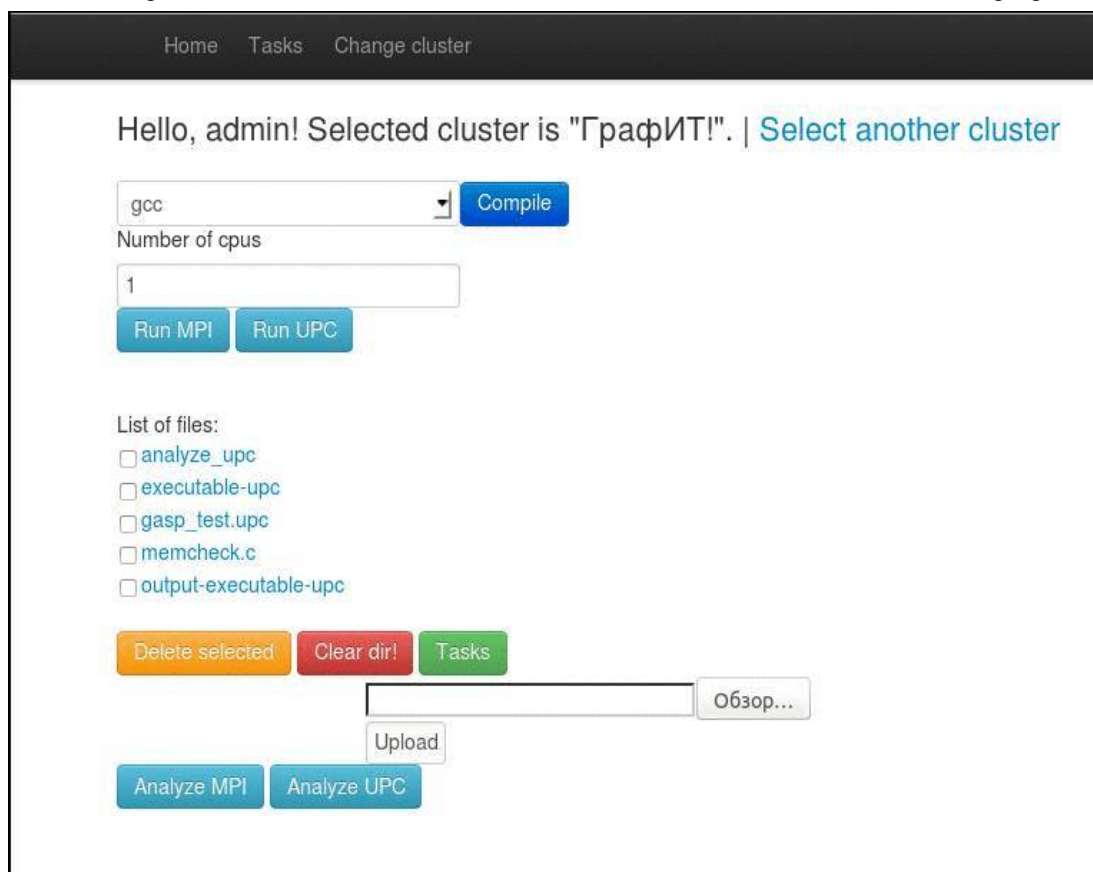 Home Tasks Change cluster
Hello, admin! Selected cluster is "ГрафИТ!". | Select another cluster
gcc Compile
Number of cpus
1
Run MPI Run UPC
List of files:
analyze_upc
executable-upc
gasp_test.upc
memcheck.c
output-executable-upc
Delete selected Clear dir! Tasks
Обзор...
Upload
Analyze MPI Analyze UPC